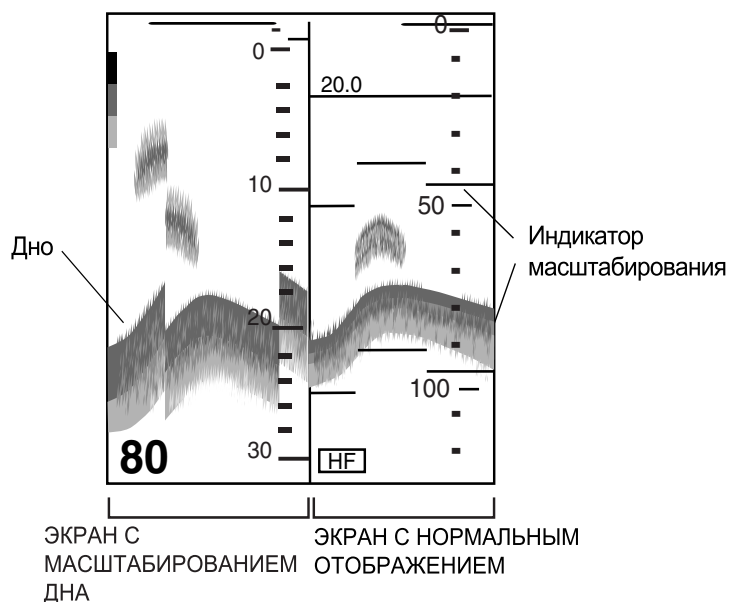 0
0
20.0
10
50
Индикатор
масштабирования
Дно
20
100
30
80
HF
ЭКРАН С
МАСШТАБИРОВАНИЕМ
ДНА
ЭКРАН С НОРМАЛЬНЫМ
ОТОБРАЖЕНИЕМ